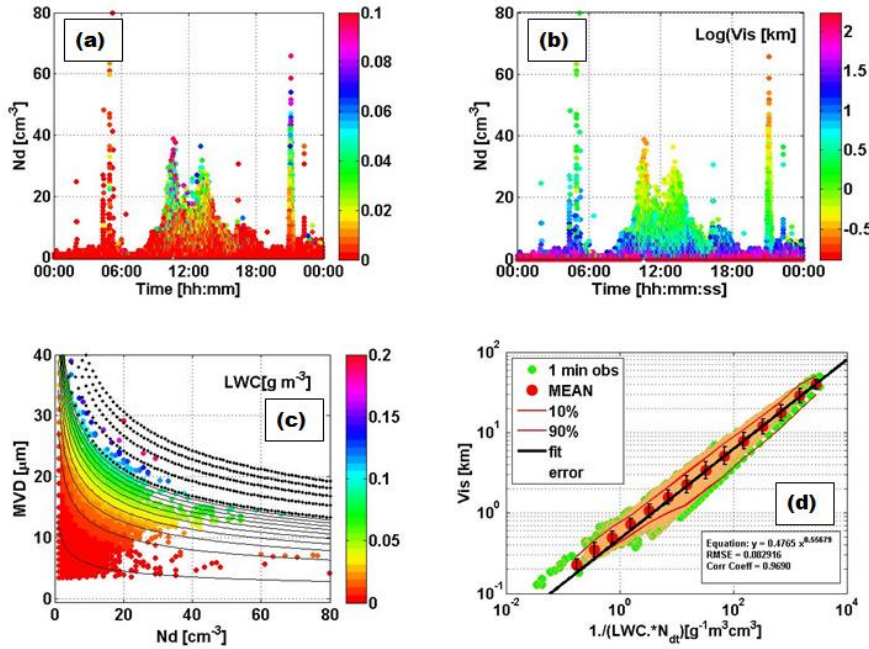 (a)
80
60
40
20
0
Nd [cm-3]
00:00 06:00 12:00 18:00 00:00
Time [hh:mm]
0.1
0.08
0.06
0.04
0.02
0
(b)
Log(Vis [km]
80
60
40
20
0
Nd [cm-3]
00:00 06:00 12:00 18:00 00:00
Time [hh:mm:ss]
2
1.5
1
0.5
0
-0.5
(c)
LWC[g m-3]
40
30
20
10
0
MVD [μm]
0 20 40 60 80
Nd [cm-3]
0.2
0.15
0.1
0.05
0
1 min obs
MEAN
10%
90%
fit
error
(d)
Equation: y = 0.4765 x0.55679
RMSE = 0.082916
Corr Coeff = 0.9690
102
101
100
10-1
Vis [km]
10-2 100 102 104
1./(LWC.*Ndt)[g-1m3cm3]